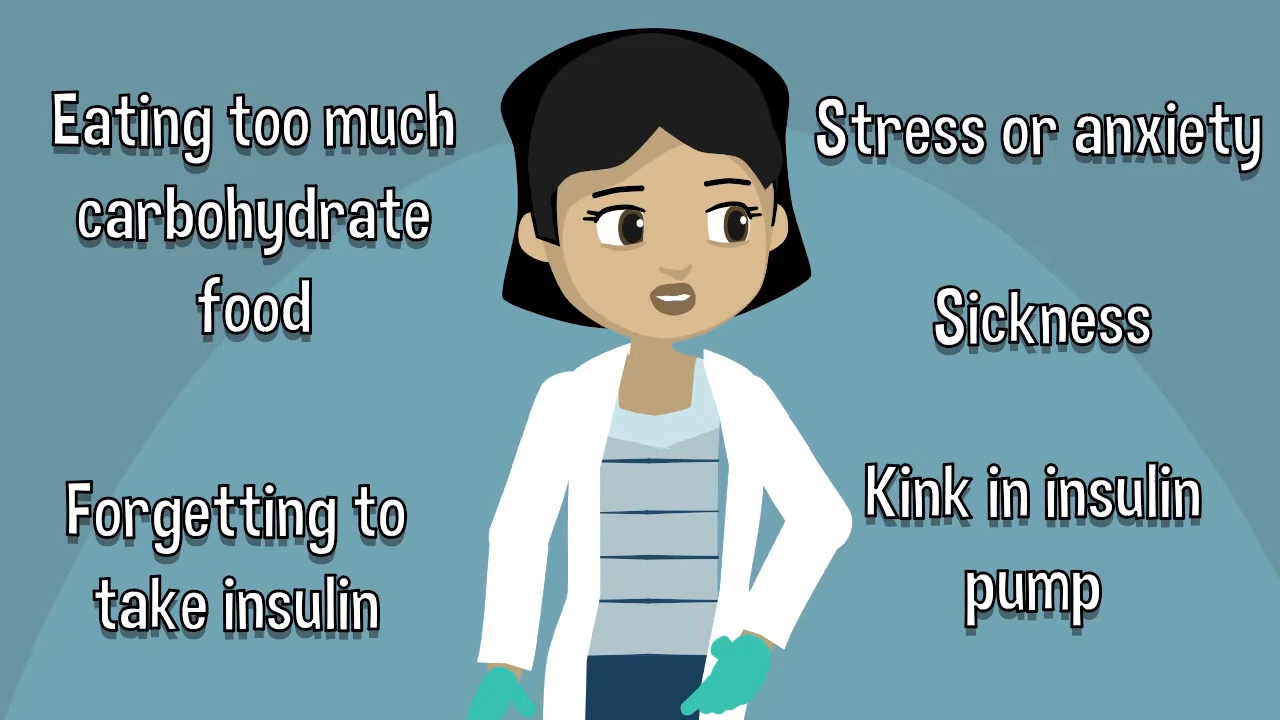 Eating too much
carbohydrate
food
Forgetting to
take insulin
Stress or anxiety
Sickness
Kink in insulin
pump